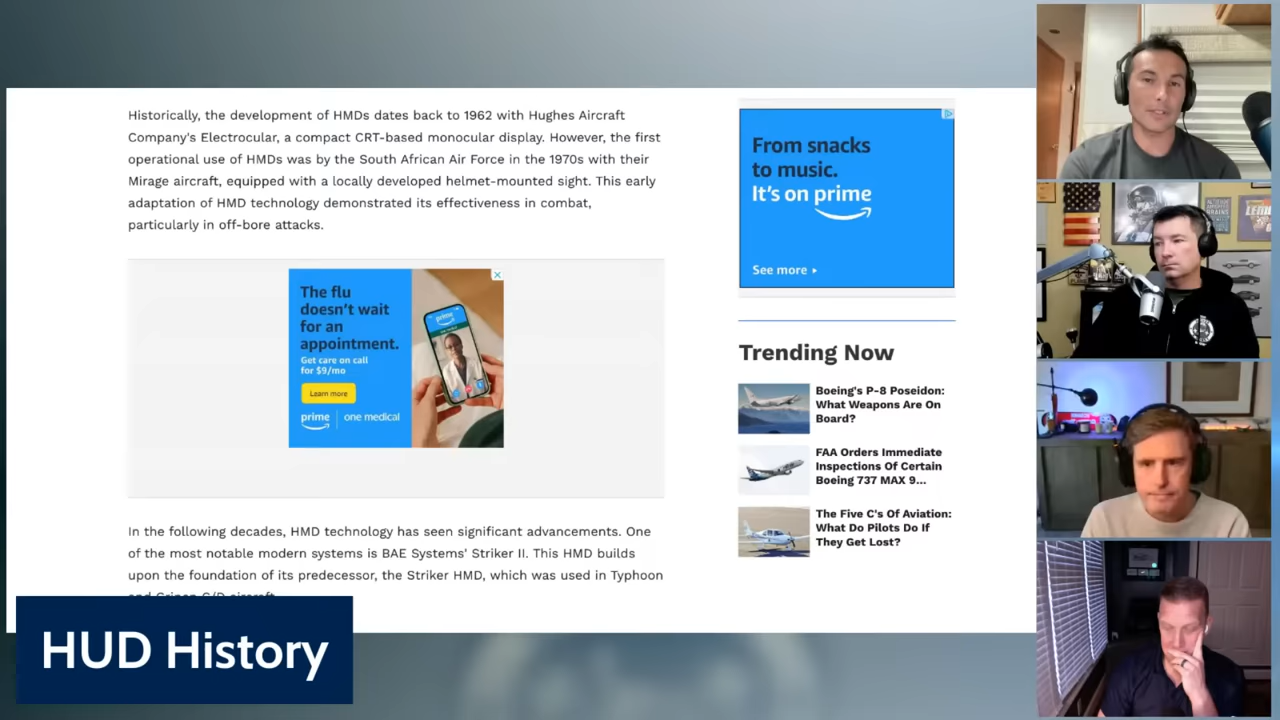 Historically, the development of HMDs dates back to 1962 with Hughes Aircraft
Company's Electrocular, a compact CRT-based monocular display. However, the first
operational use of HMDs was by the South African Air Force in the 1970s with their
Mirage aircraft, equipped with a locally developed helmet-mounted sight. This early
adaptation of HMD technology demonstrated its effectiveness in combat,
particularly in off-bore attacks.
The flu
doesn't wait
for an
appointment.
Get care on call
for $9/mo
Learn more
prime
one medical
prime
In the following decades, HMD technology has seen significant advancements. One
of the most notable modern systems is BAE Systems' Striker II. This HMD builds
upon the foundation of its predecessor, the Striker HMD, which was used in Typhoon
and Gripen C/D aircraft.
From snacks
to music.
It's on prime
See more
Trending Now
Boeing's P-8 Poseidon:
What Weapons Are On
Board?
FAA Orders Immediate
Inspections Of Certain
Boeing 737 MAX 9...
The Five C's Of Aviation:
What Do Pilots Do If
They Get Lost?
HUD History